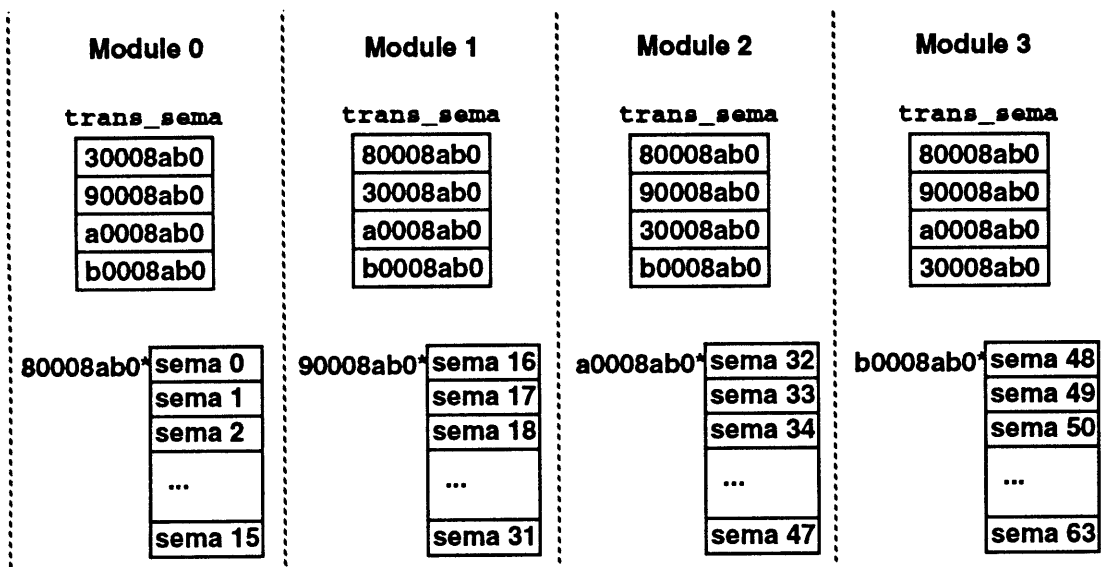 Module 0
trans_sema
30008ab0
90008ab0
a0008ab0
b0008ab0
80008ab0*
sema 0
sema 1
sema 2
...
sema 15
Module 1
trans_sema
80008ab0
30008ab0
a0008ab0
b0008ab0
90008ab0*
sema 16
sema 17
sema 18
...
sema 31
Module 2
trans_sema
80008ab0
90008ab0
30008ab0
b0008ab0
a0008ab0*
sema 32
sema 33
sema 34
...
sema 47
Module 3
trans_sema
80008ab0
90008ab0
a0008ab0
30008ab0
b0008ab0*
sema 48
sema 49
sema 50
...
sema 63